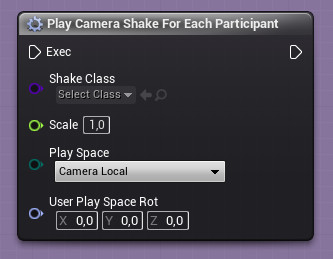 Play Camera Shake For Each Participant
Exec
Shake Class
Select Class
Scale 1,0
Play Space
Camera Local
User Play Space Rot
X 0,0 Y 0,0 Z 0,0